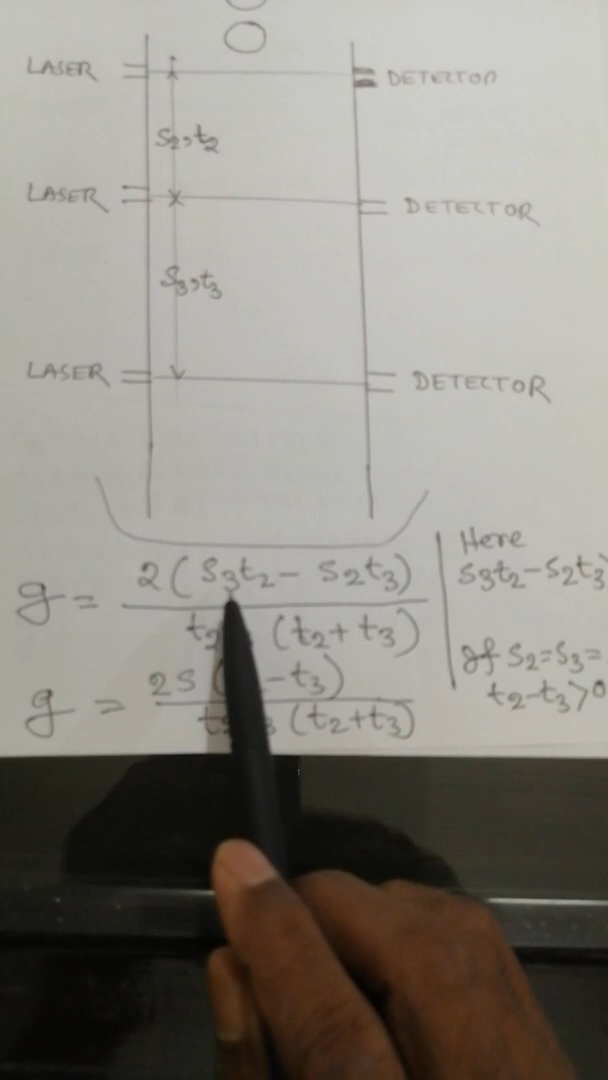 LASER DETECTOR
S2,t2
LASER DETECTOR
S3,t3
LASER DETECTOR
Here
g = 2(S3t2 - S2t3) S3t2-S2t3
t2 (t2+t3)
If S2=S3=
g = 2S ( -t3) t2-t3>0
(t2+t3)